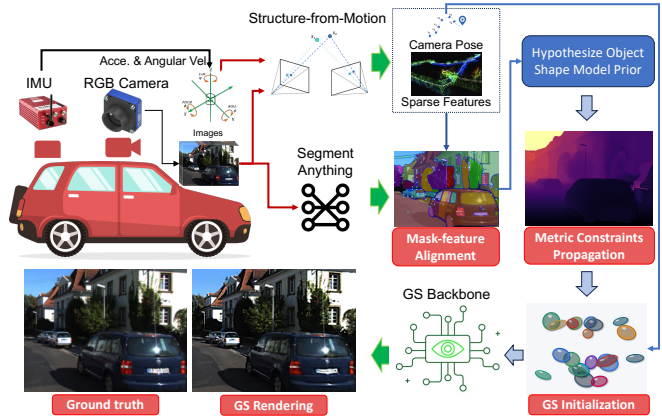 Structure-from-Motion
Acce. & Angular Vel.
IMU
RGB Camera
Images
Camera Pose
Sparse Features
Hypothesize Object
Shape Model Prior
Segment
Anything
Mask-feature
Alignment
Metric Constraints
Propagation
GS Backbone
Ground truth
GS Rendering
GS Initialization